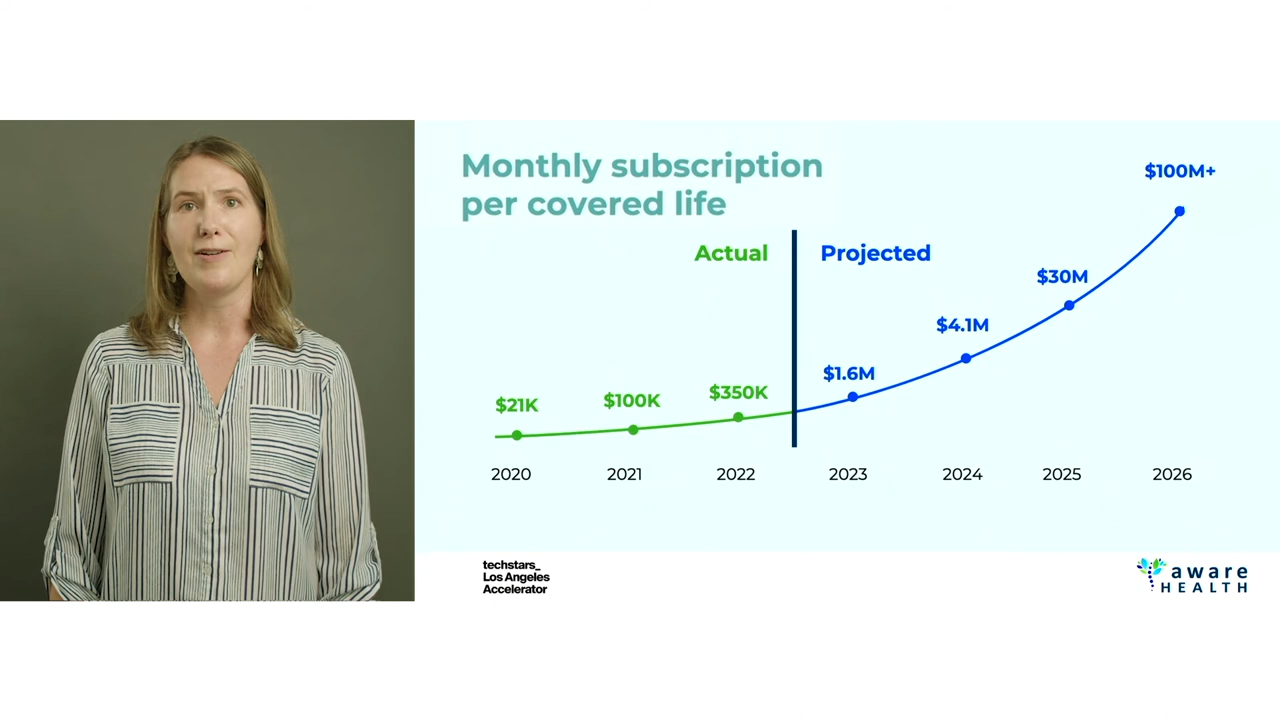 Monthly subscription
per covered life
Actual
Projected
$21K
$100K
$350K
$1.6M
$4.1M
$30M
$100M+
2020
2021
2022
2023
2024
2025
2026
techstars_
Los Angeles
Accelerator
aware
HEALTH